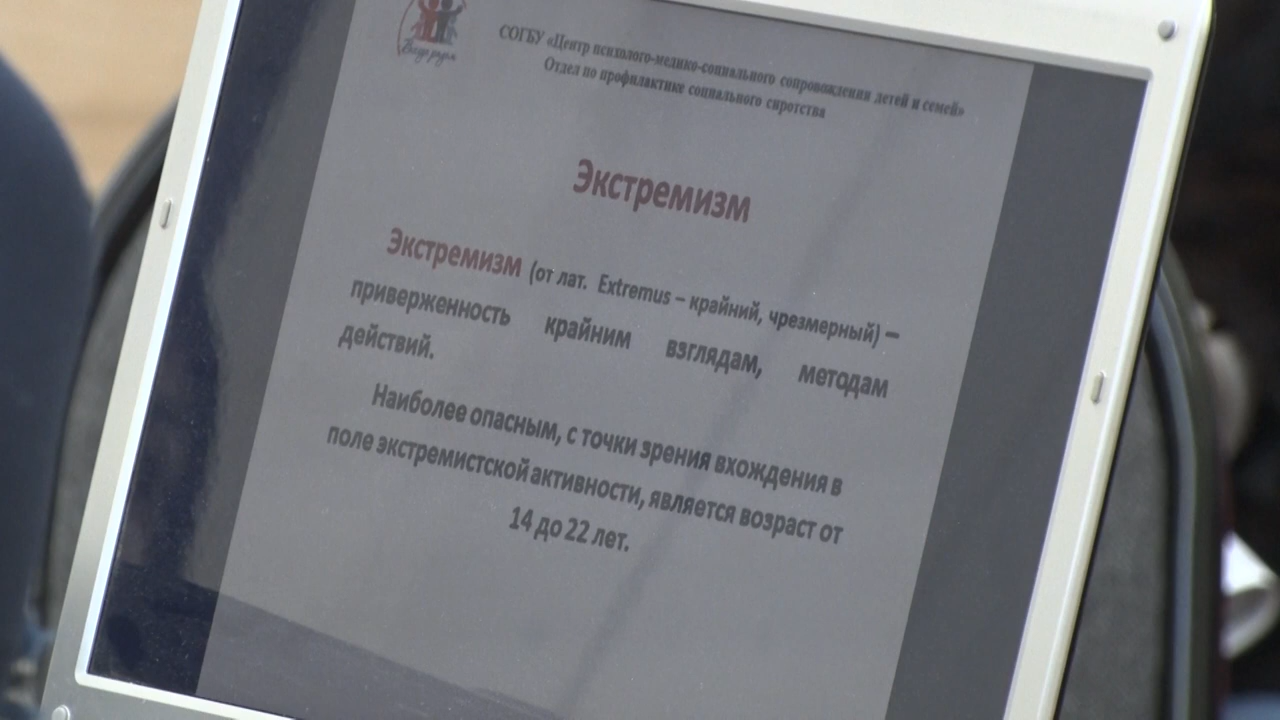 Всегда рядом
СОГБУ «Центр психолого-медико-социального сопровождения детей и семей»
Отдел по профилактике социального сиротства
Экстремизм
Экстремизм (от лат. Extremus – крайний, чрезмерный) –
приверженность крайним взглядам, методам
действий.
Наиболее опасным, с точки зрения вхождения в
поле экстремистской активности, является возраст от
14 до 22 лет.